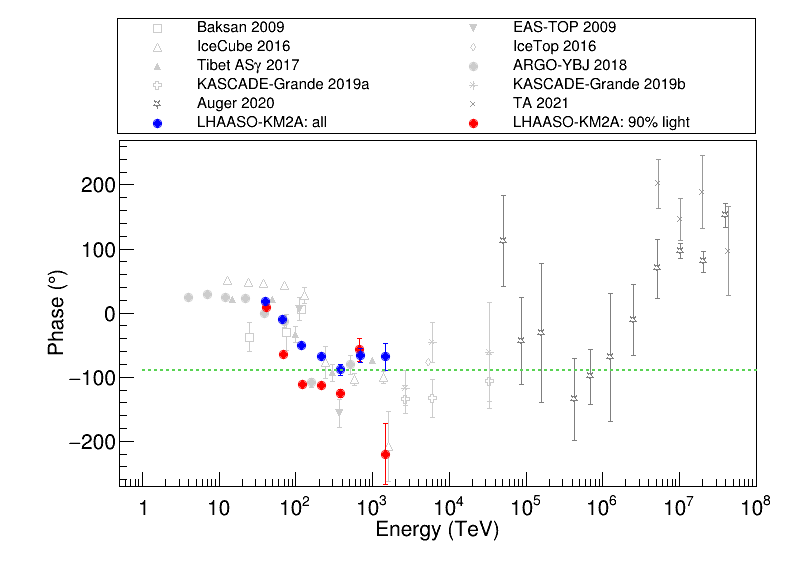 Baksan 2009 EAS-TOP 2009
IceCube 2016 IceTop 2016
Tibet ASγ 2017 ARGO-YBJ 2018
KASCADE-Grande 2019a KASCADE-Grande 2019b
Auger 2020 TA 2021
LHAASO-KM2A: all LHAASO-KM2A: 90% light
200
100
0
−100
−200
Phase (°)
1 10 10² 10³ 10⁴ 10⁵ 10⁶ 10⁷ 10⁸
Energy (TeV)